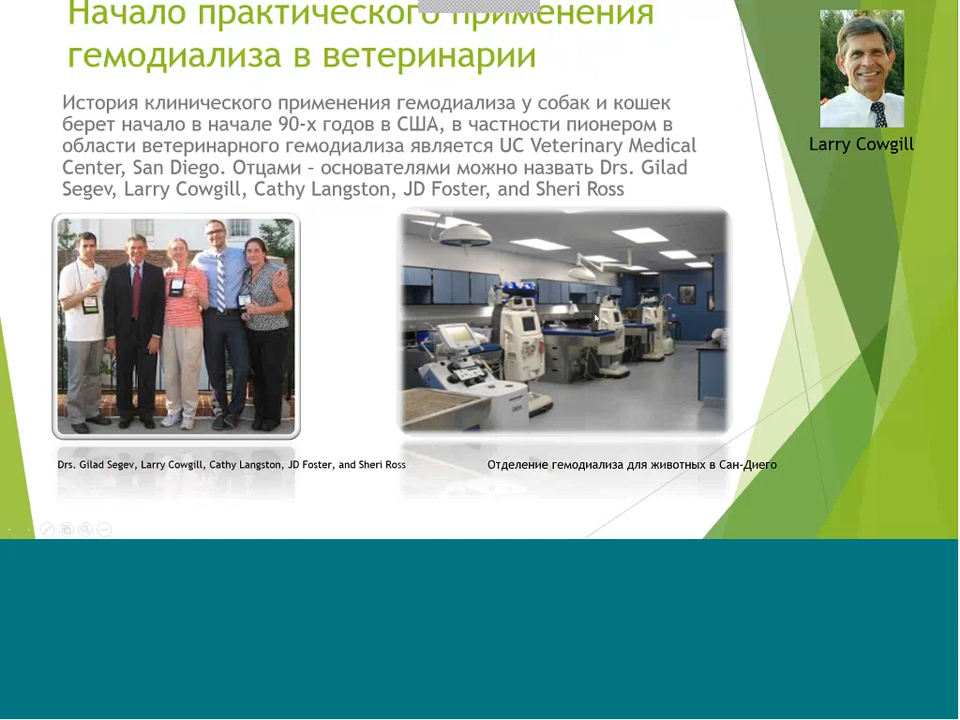 Начало практического применения
гемодиализа в ветеринарии
Larry Cowgill
История клинического применения гемодиализа у собак и кошек
берет начало в начале 90-х годов в США, в частности пионером в
области ветеринарного гемодиализа является UC Veterinary Medical
Center, San Diego. Отцами – основателями можно назвать Drs. Gilad
Segev, Larry Cowgill, Cathy Langston, JD Foster, and Sheri Ross
Drs. Gilad Segev, Larry Cowgill, Cathy Langston, JD Foster, and Sheri Ross
Отделение гемодиализа для животных в Сан-Диего